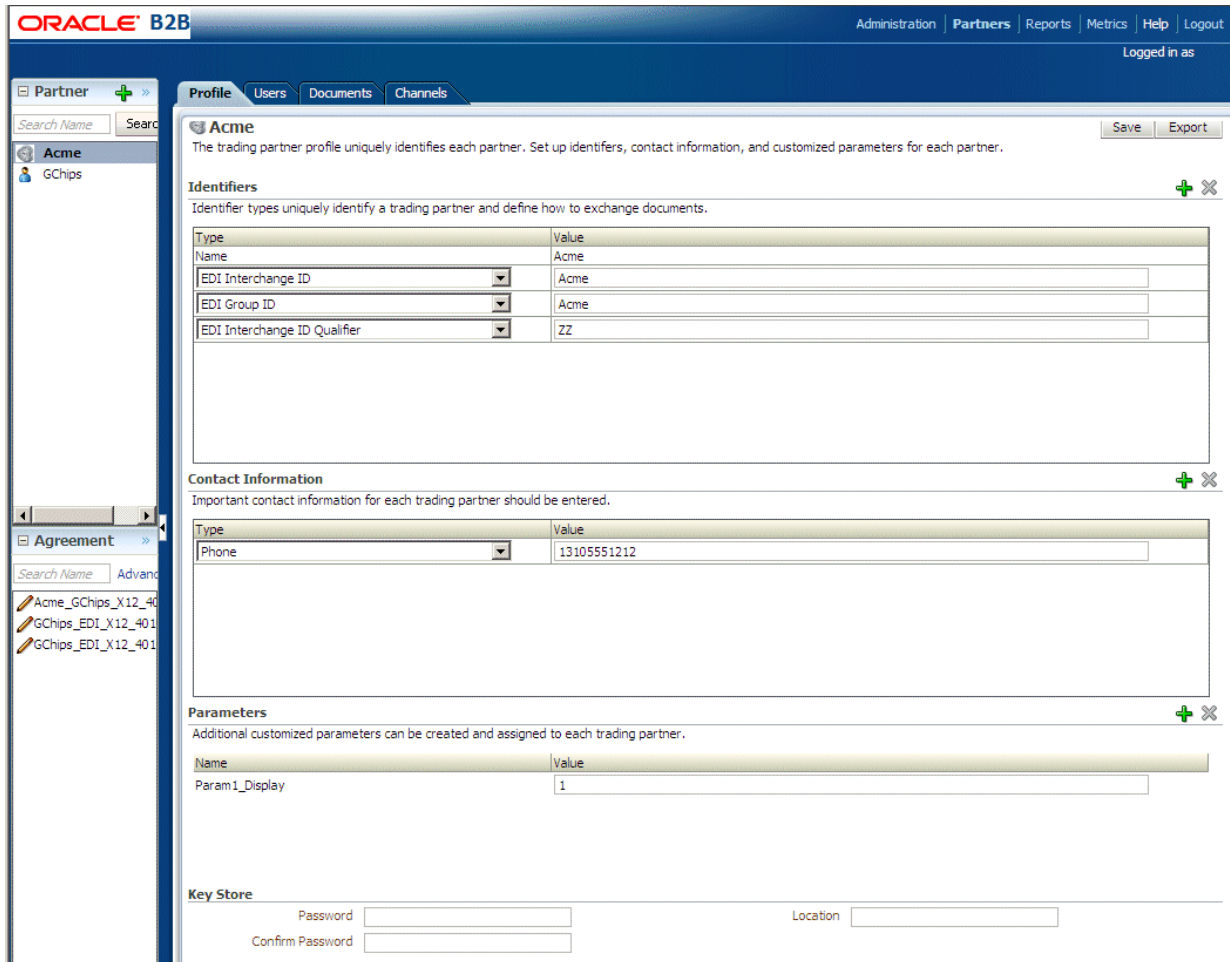 ORACLE B2B
Administration | Partners | Reports | Metrics | Help | Logout
Logged in as
Partner
Search Name Searc
Acme
GChips
Agreement
Search Name Advanc
Acme_GChips_X12_40
GChips_EDI_X12_401
GChips_EDI_X12_401
Profile Users Documents Channels
Acme Save Export
The trading partner profile uniquely identifies each partner. Set up identifers, contact information, and customized parameters for each partner.
Identifiers
Identifier types uniquely identify a trading partner and define how to exchange documents.
Type Value
Name Acme
EDI Interchange ID Acme
EDI Group ID Acme
EDI Interchange ID Qualifier ZZ
Contact Information
Important contact information for each trading partner should be entered.
Type Value
Phone 13105551212
Parameters
Additional customized parameters can be created and assigned to each trading partner.
Name Value
Param1_Display 1
Key Store
Password Location
Confirm Password